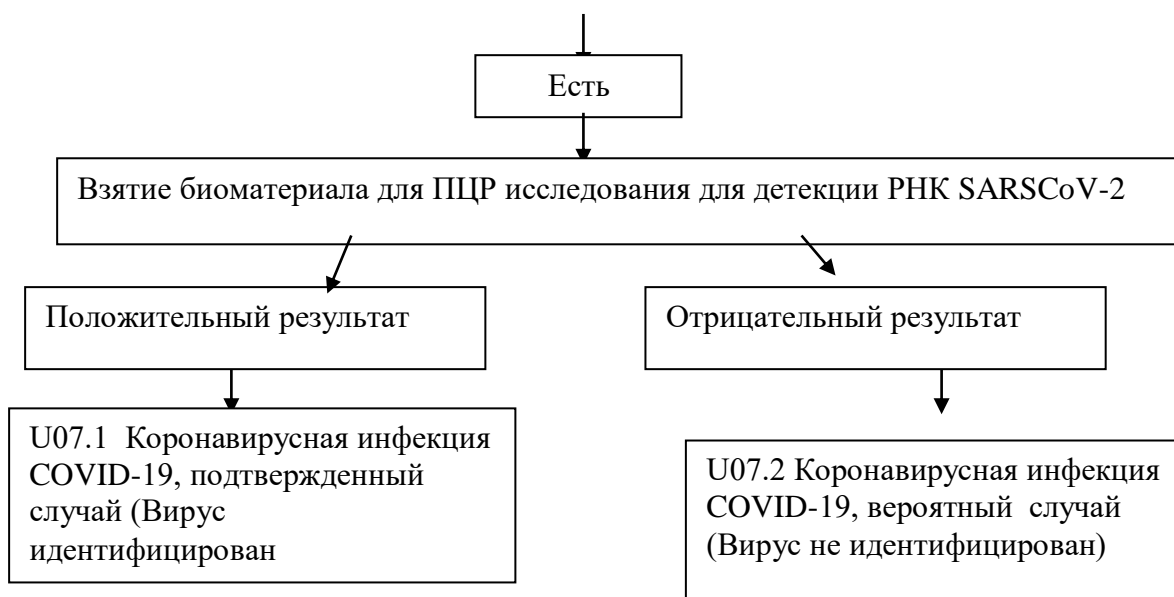 Есть
Взятие биоматериала для ПЦР исследования для детекции РНК SARSCoV-2
Положительный результат
Отрицательный результат
U07.1 Коронавирусная инфекция
COVID-19, подтвержденный
случай (Вирус
идентифицирован
U07.2 Коронавирусная инфекция
COVID-19, вероятный случай
(Вирус не идентифицирован)